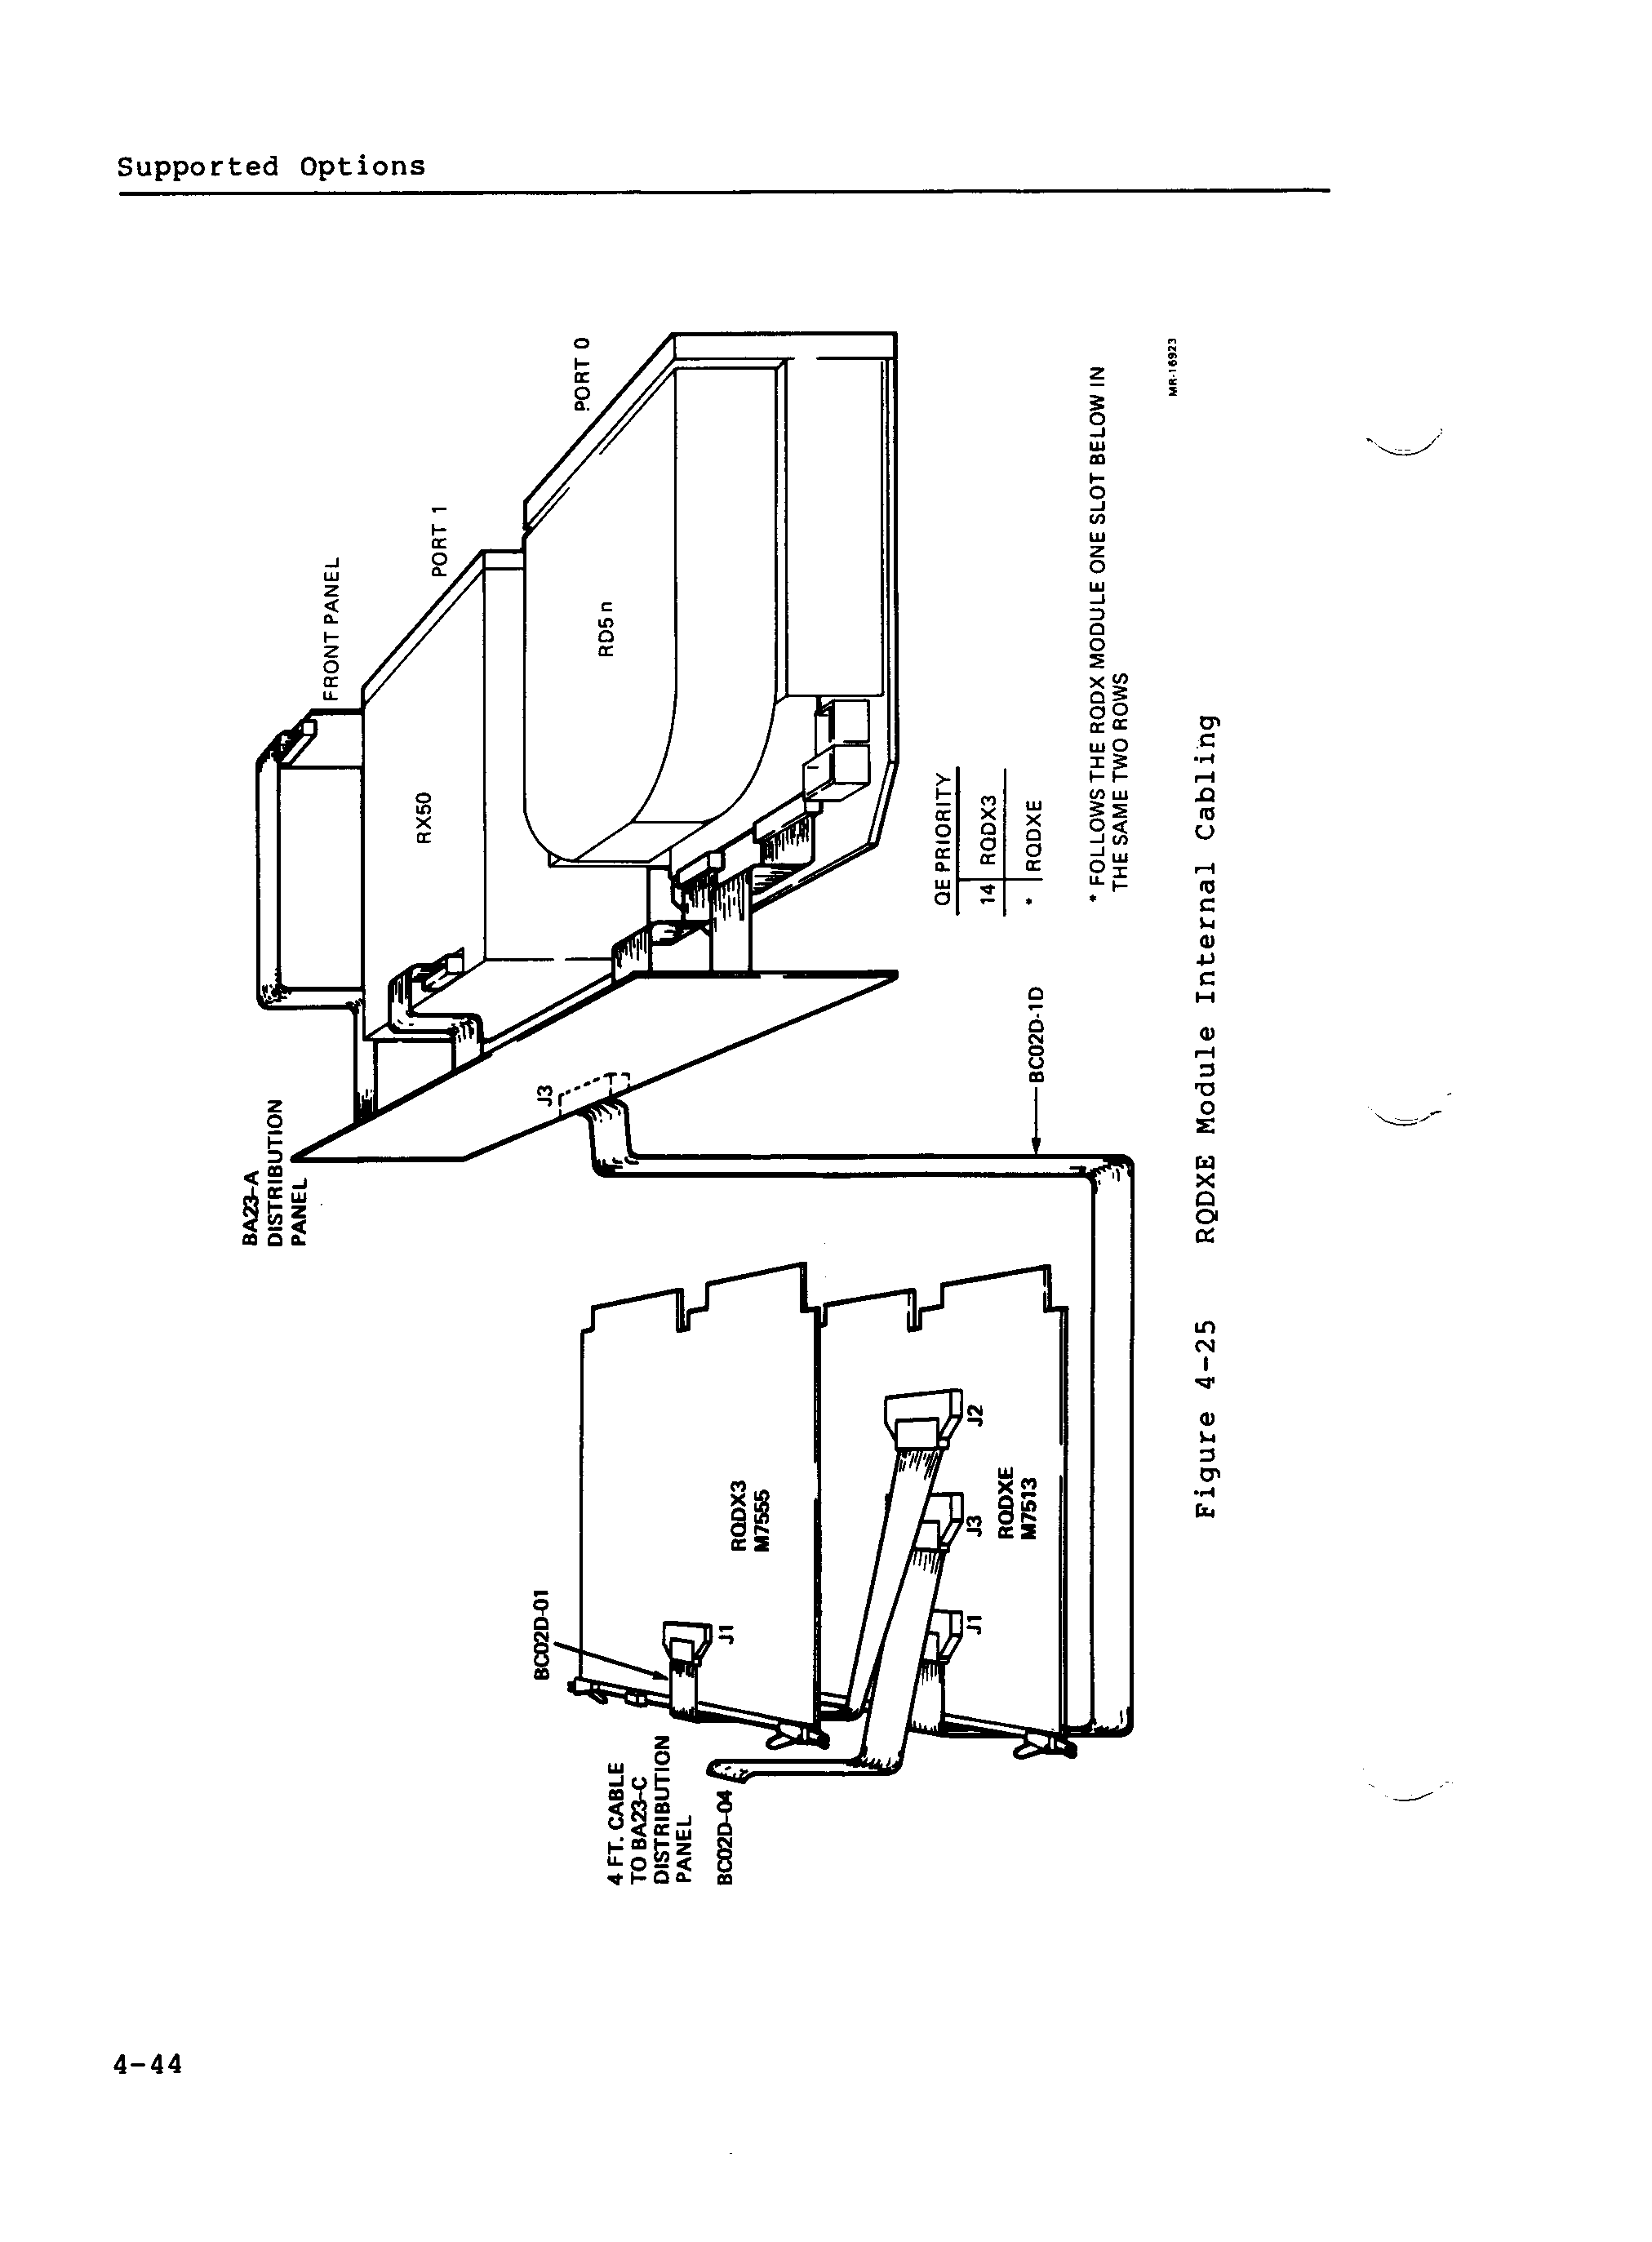 Supported Options
BA23-A
DISTRIBUTION
PANEL
FRONT PANEL
RX50
PORT 1
RD5n
PORT 0
J3
4 FT. CABLE
TO BA23-C
DISTRIBUTION
PANEL
BC02D-04
BC02D-01
J1
RQDX3
M7555
J1
J3
J2
RQDXE
M7513
BC02D-1D
QE PRIORITY
14 RQDX3
* RQDXE
* FOLLOWS THE RQDX MODULE ONE SLOT BELOW IN
THE SAME TWO ROWS
MR-16923
Figure 4-25 RQDXE Module Internal Cabling
4-44